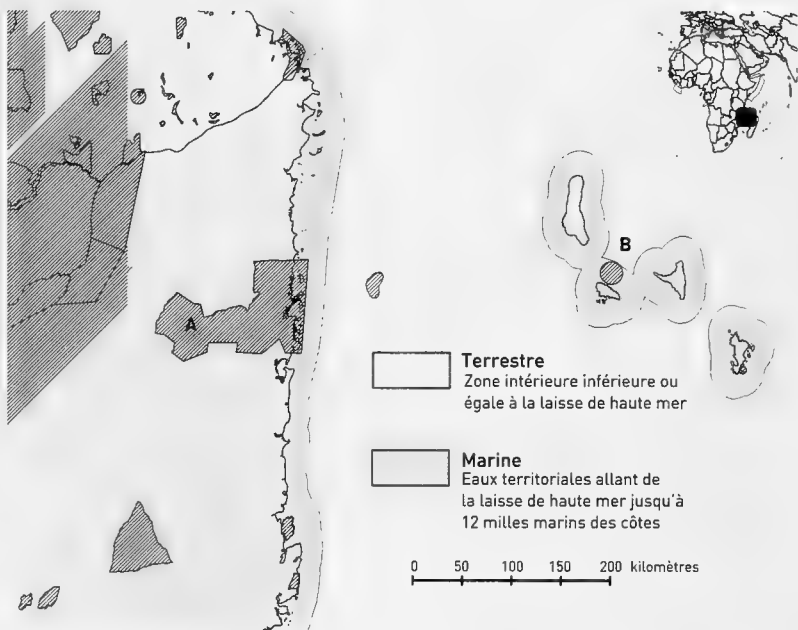 B
A
Terrestre
Zone intérieure inférieure ou
égale à la laisse de haute mer
Marine
Eaux territoriales allant de
la laisse de haute mer jusqu'à
12 milles marins des côtes
0 50 100 150 200 kilomètres